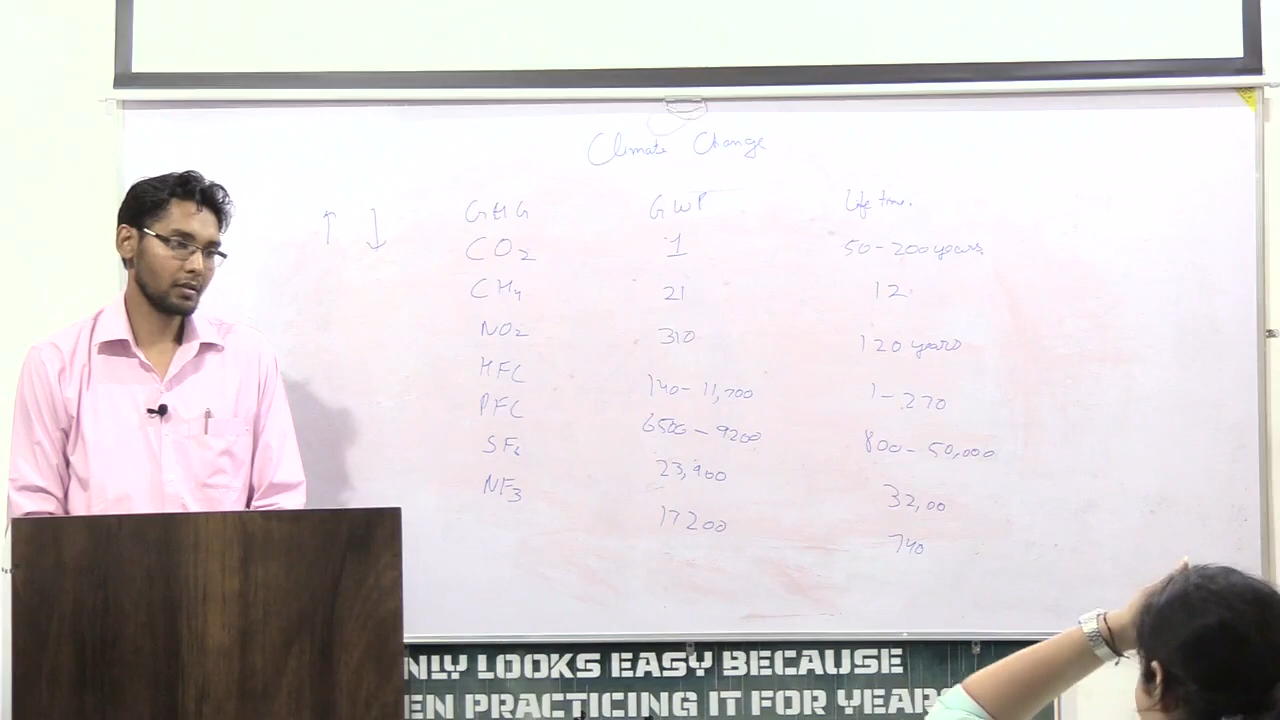 Climate Change
GHG GWP Life time.
CO2 1 50-200 years.
CH4 21 12
NO2 310 120 years
HFC 140-11,700 1-270
PFC 6500-9200 800-50,000
SF6 23,900 32,00
NF3 17200 740
NLY LOOKS EASY BECAUSE
EN PRACTICING IT FOR YEARS